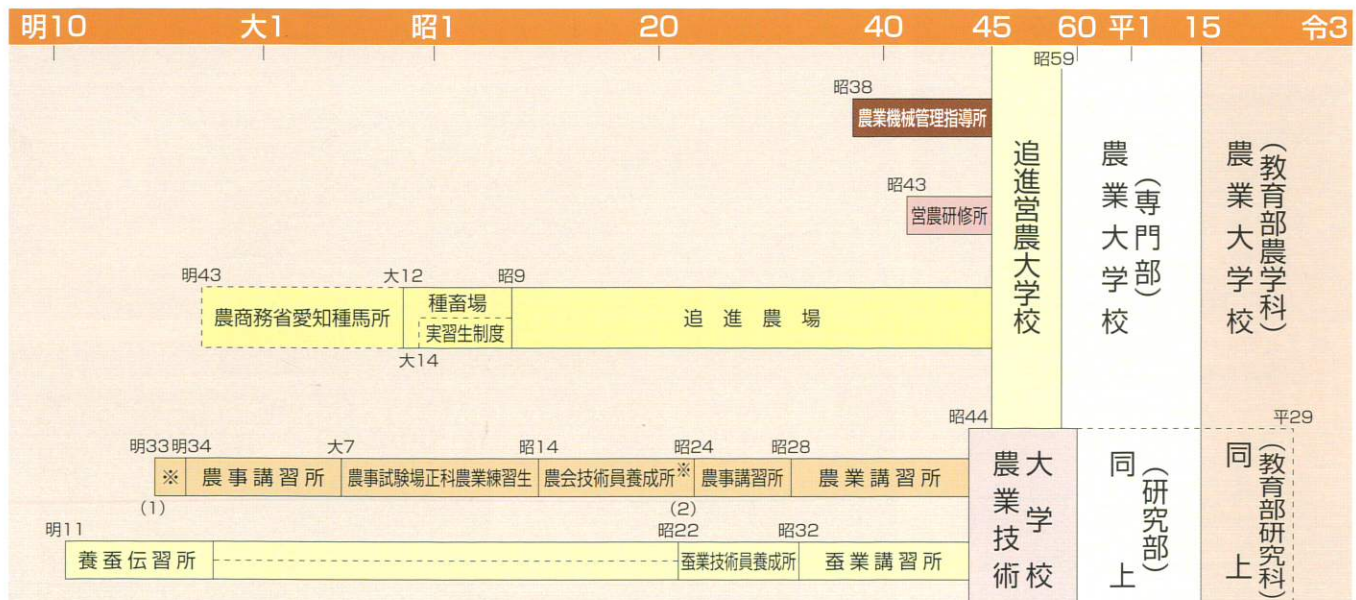 明10 大1 昭1 20 40 45 60 平1 15 令3
昭59
昭38
農業機械管理指導所
昭43
営農研修所
明43 大12 昭9
農商務省愛知種馬所
種畜場
実習生制度
追進農場
大14
追進営農大学校
農業大学校
(専門部)
農業大学校
(教育部農学科)
昭44 平29
明33 明34 大7 昭14 昭24 昭28
※
農事講習所
農事試験場正科農業練習生
農会技術員養成所※
農事講習所
農業講習所
(1) (2)
明11 昭22 昭32
養蚕伝習所
蚕業技術員養成所
蚕業講習所
農業技術
大学校
同上
(研究部)
同上
(教育部研究科)